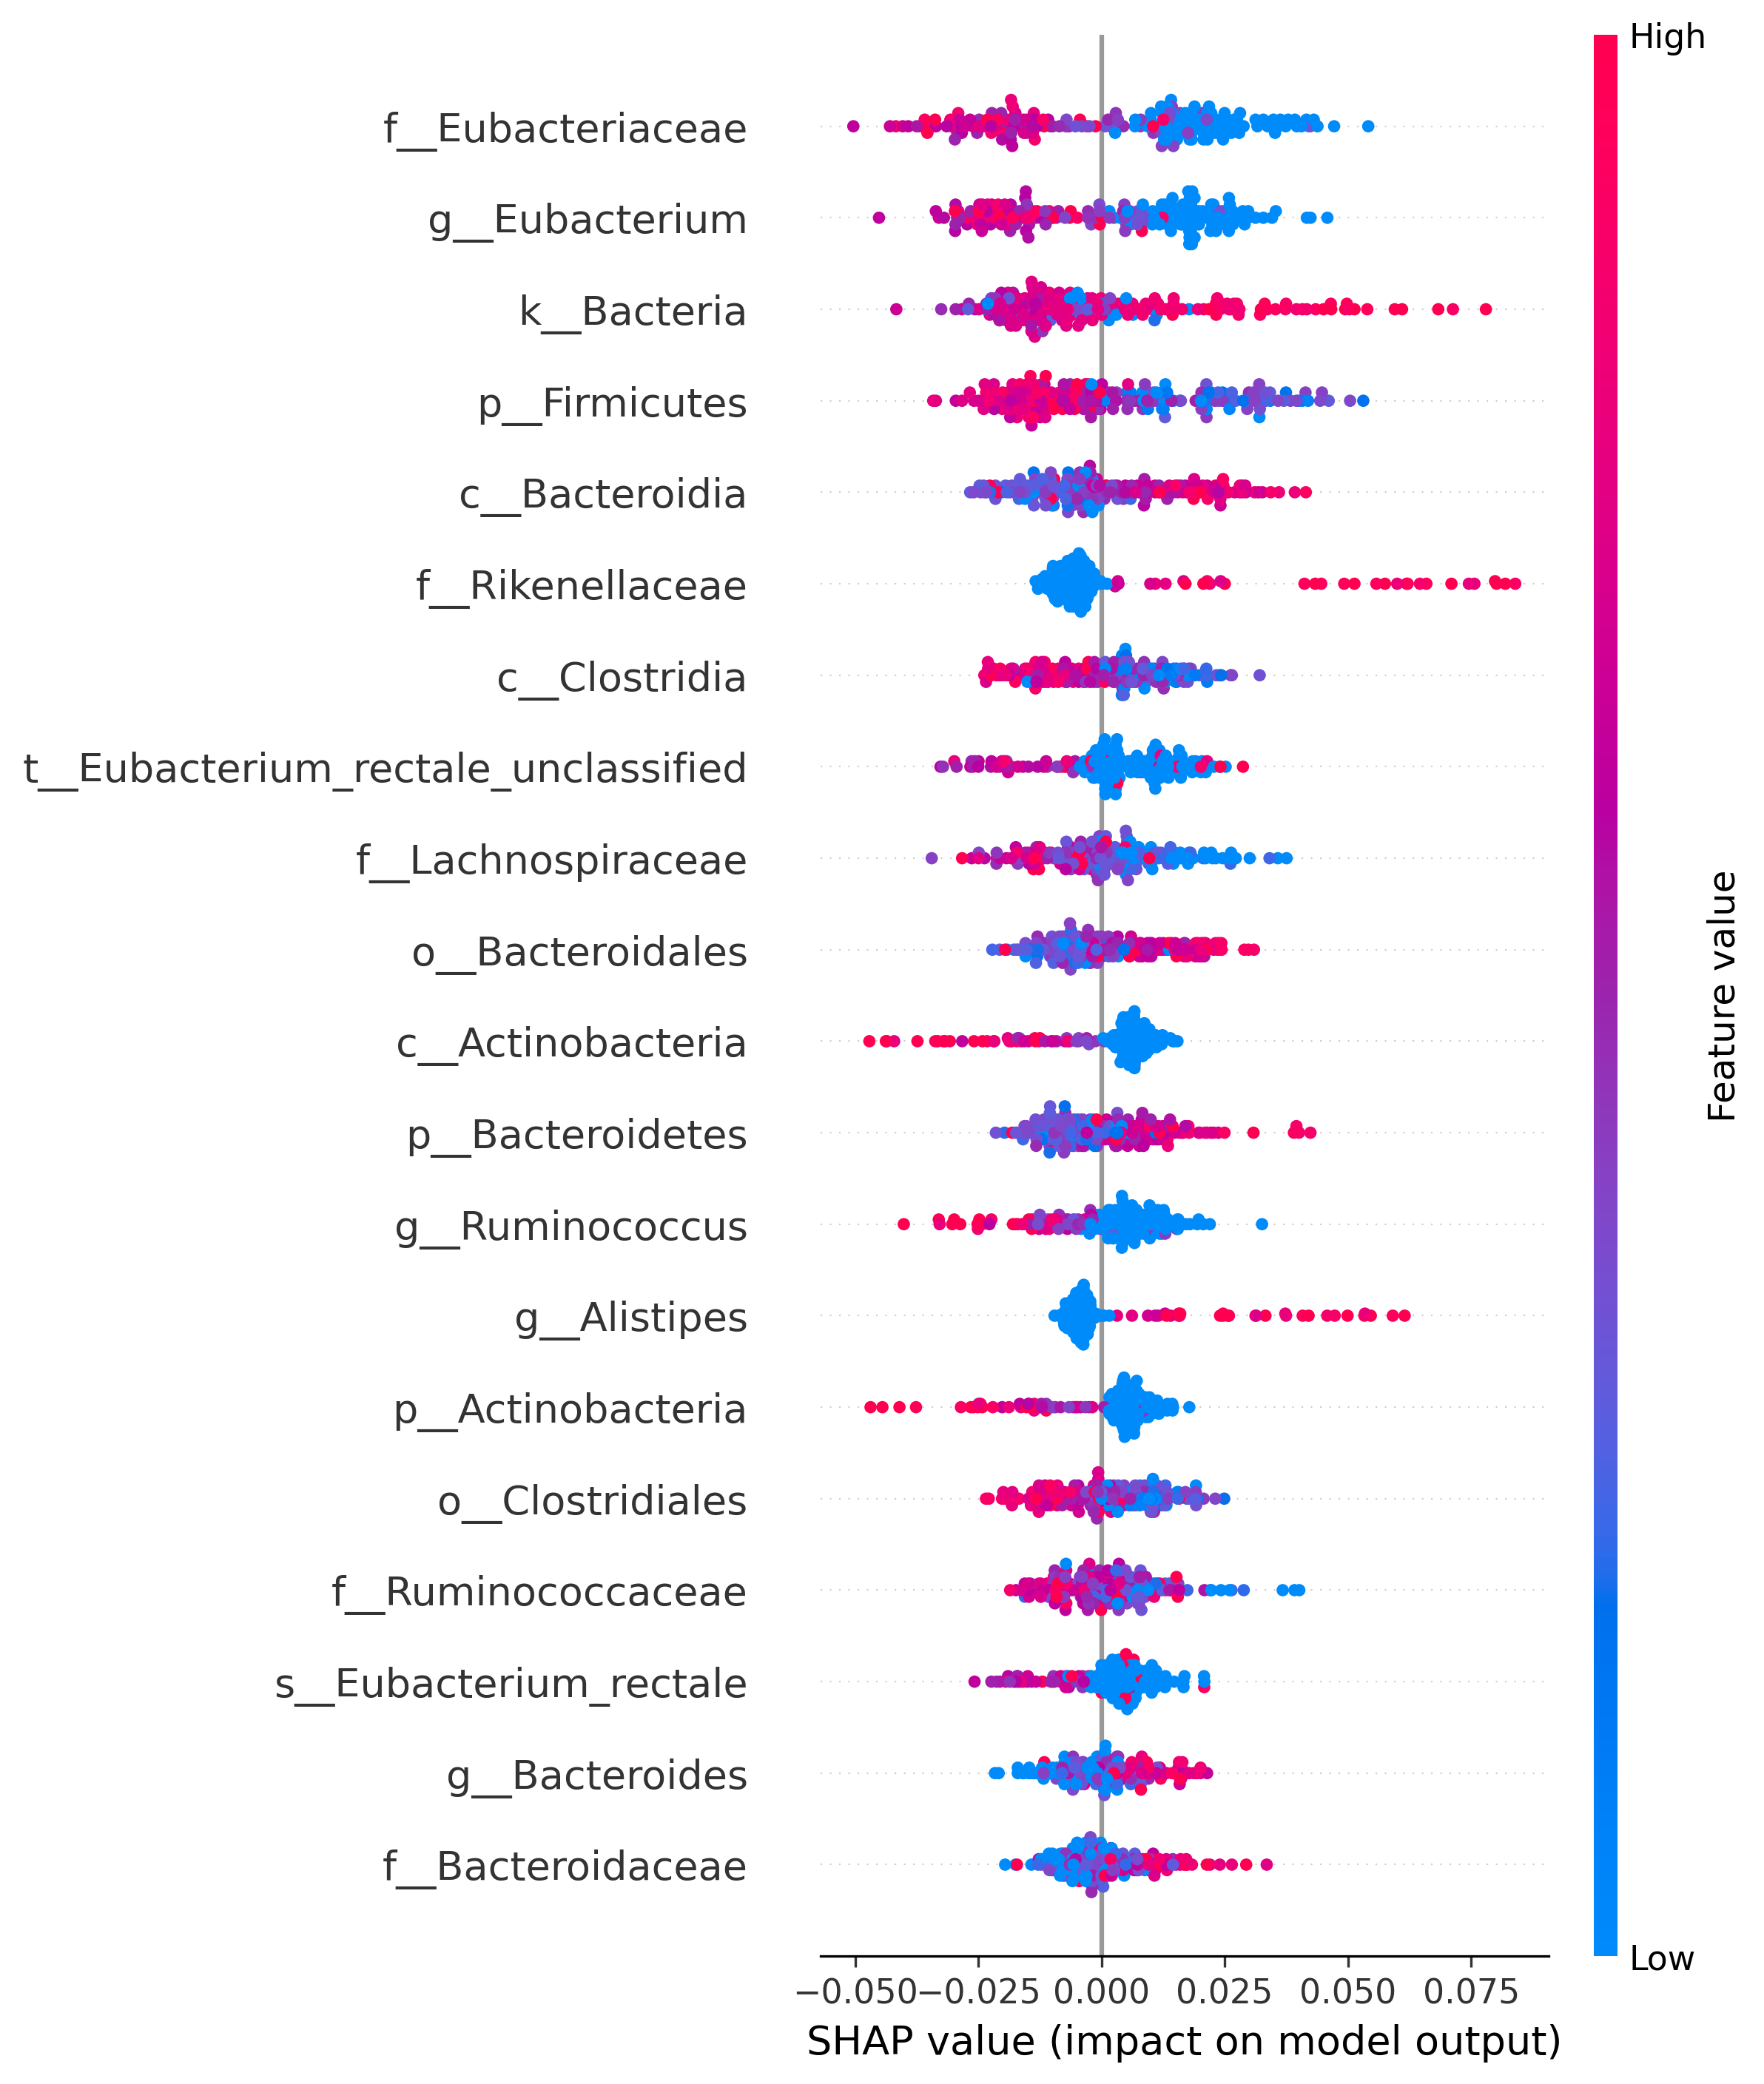 High
f__Eubacteriaceae
g__Eubacterium
k__Bacteria
p__Firmicutes
c__Bacteroidia
f__Rikenellaceae
c__Clostridia
t__Eubacterium_rectale_unclassified
f__Lachnospiraceae
o__Bacteroidales
c__Actinobacteria
p__Bacteroidetes
g__Ruminococcus
g__Alistipes
p__Actinobacteria
o__Clostridiales
f__Ruminococcaceae
s__Eubacterium_rectale
g__Bacteroides
f__Bacteroidaceae
Feature value
Low
−0.050 −0.025 0.000 0.025 0.050 0.075
SHAP value (impact on model output)